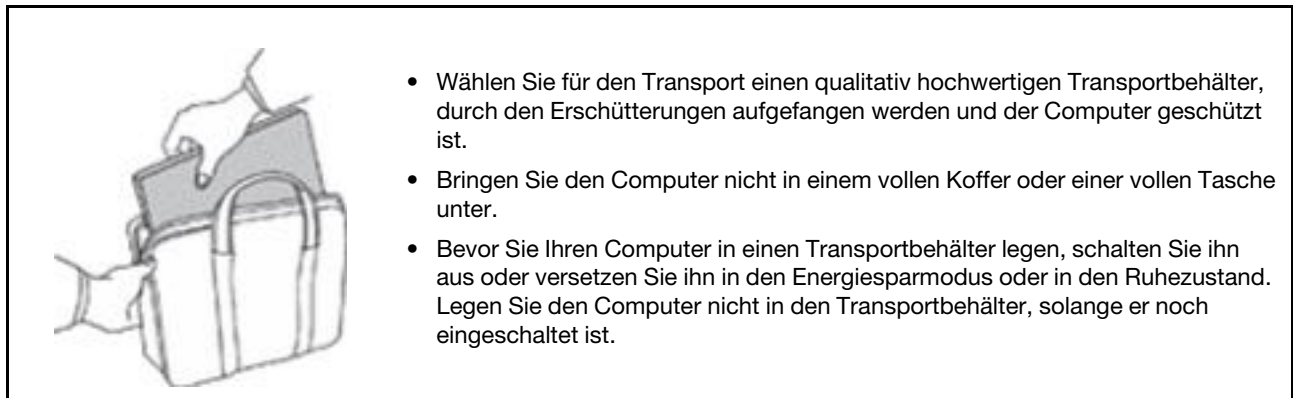 • Wählen Sie für den Transport einen qualitativ hochwertigen Transportbehälter,
durch den Erschütterungen aufgefangen werden und der Computer geschützt
ist.
• Bringen Sie den Computer nicht in einem vollen Koffer oder einer vollen Tasche
unter.
• Bevor Sie Ihren Computer in einen Transportbehälter legen, schalten Sie ihn
aus oder versetzen Sie ihn in den Energiesparmodus oder in den Ruhezustand.
Legen Sie den Computer nicht in den Transportbehälter, solange er noch
eingeschaltet ist.